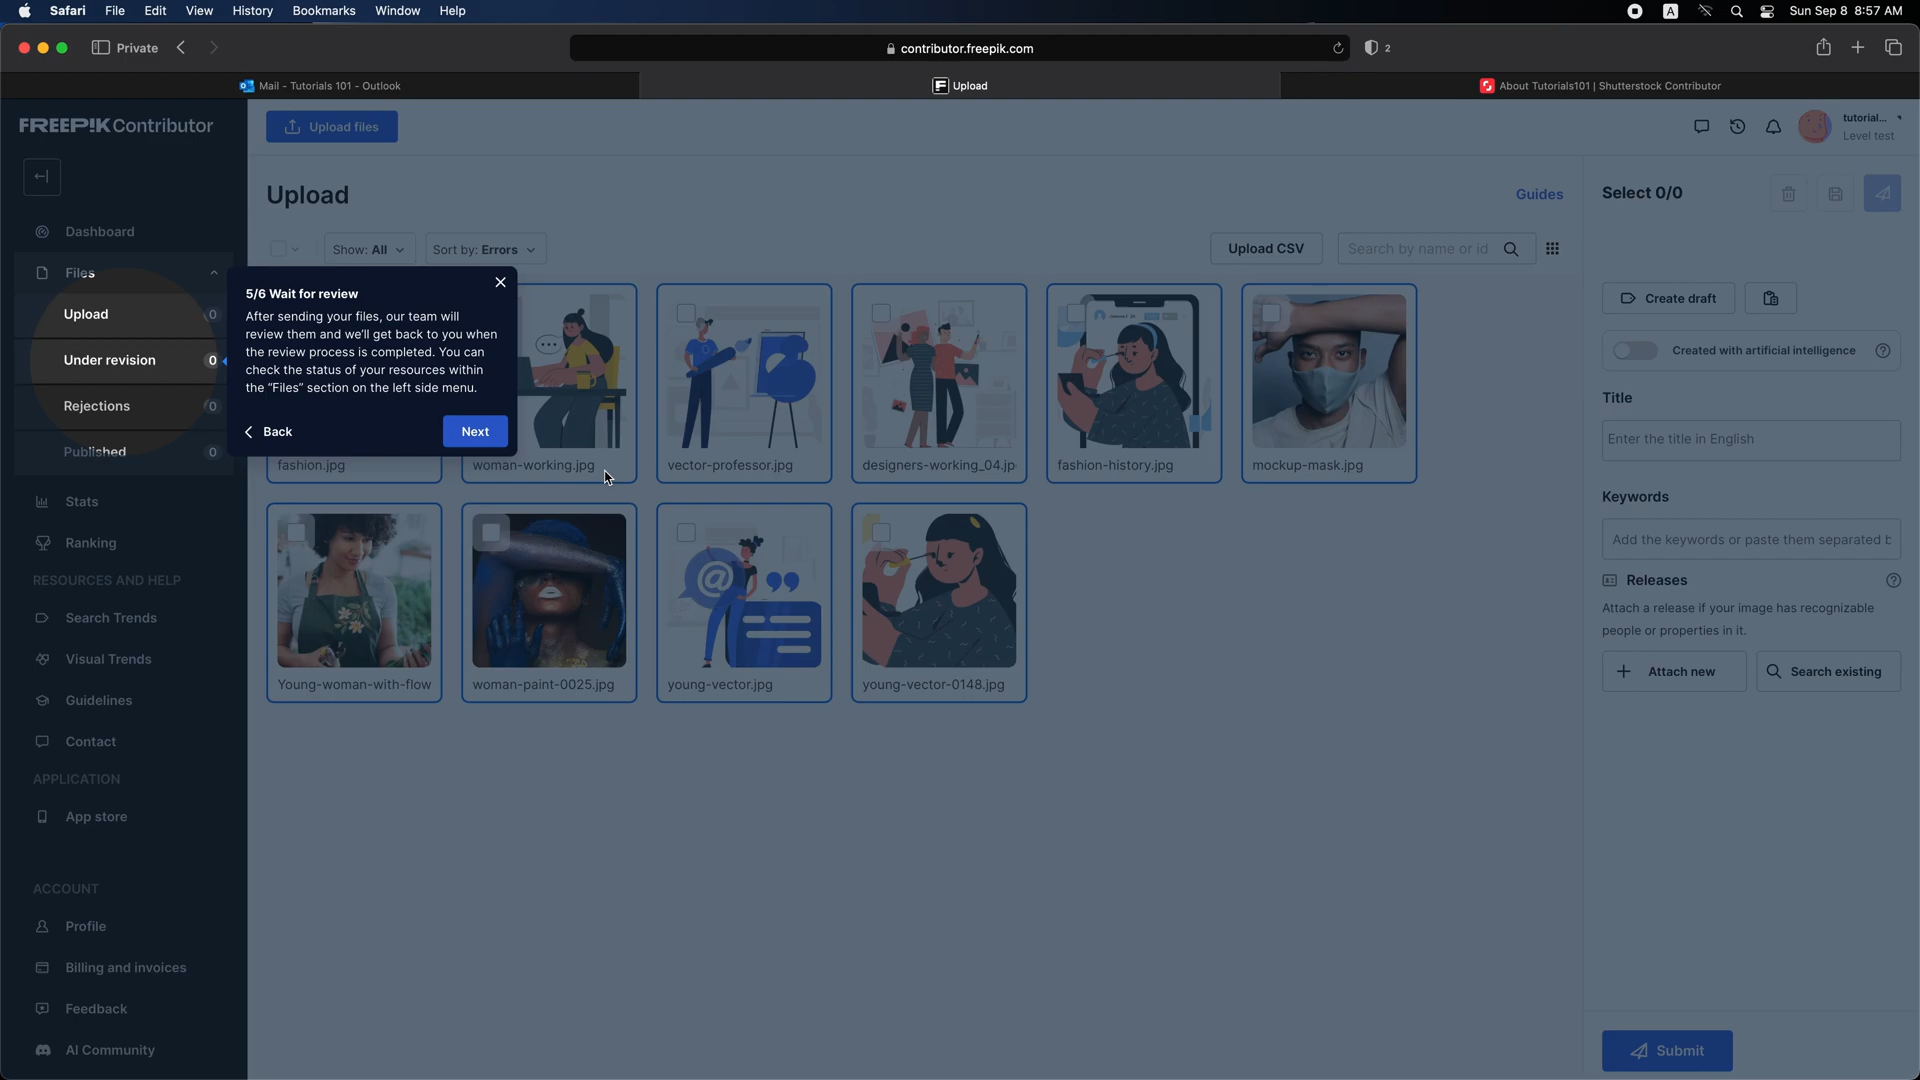 Safari File Edit View History Bookmarks Window Help
A Sun Sep 8 8:57 AM
Private
contributor.freepik.com
2
Mail - Tutorials 101 - Outlook
Upload
About Tutorials101 | Shutterstock Contributor
FREEP!K Contributor
Dashboard
Files
Upload 0
Under revision 0
Rejections 0
Published 0
Stats
Ranking
RESOURCES AND HELP
Search Trends
Visual Trends
Guidelines
Contact
APPLICATION
App store
ACCOUNT
Profile
Billing and invoices
Feedback
AI Community
Upload files
tutorial...
Level test
Upload
Guides
Show: All
Sort by: Errors
Upload CSV
Search by name or id
5/6 Wait for review
After sending your files, our team will
review them and we'll get back to you when
the review process is completed. You can
check the status of your resources within
the "Files" section on the left side menu.
Back
Next
fashion.jpg
woman-working.jpg
vector-professor.jpg
designers-working_04.jp
fashion-history.jpg
mockup-mask.jpg
Young-woman-with-flow
woman-paint-0025.jpg
young-vector.jpg
young-vector-0148.jpg
Select 0/0
Create draft
Created with artificial intelligence
Title
Enter the title in English
Keywords
Add the keywords or paste them separated b
Releases
Attach a release if your image has recognizable
people or properties in it.
Attach new
Search existing
Submit